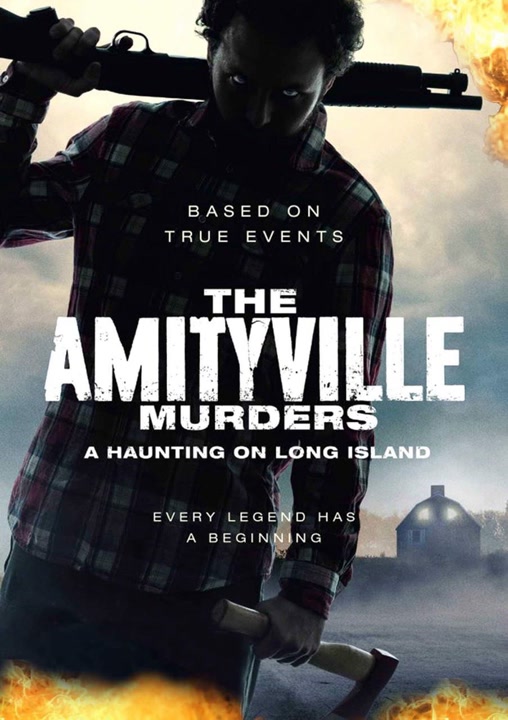 BASED ON
TRUE EVENTS
THE
AMITYVILLE
MURDERS
A HAUNTING ON LONG ISLAND
EVERY LEGEND HAS
A BEGINNING